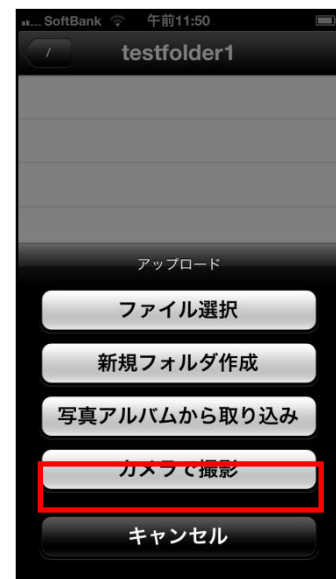 SoftBank 午前11:50
/ testfolder1
アップロード
ファイル選択
新規フォルダ作成
写真アルバムから取り込み
カメラで撮影
キャンセル